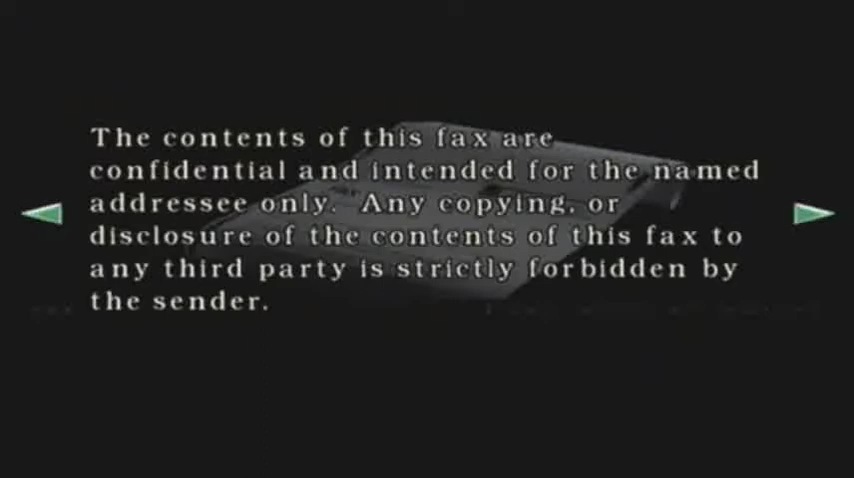 The contents of this fax are
confidential and intended for the named
addressee only. Any copying, or
disclosure of the contents of this fax to
any third party is strictly forbidden by
the sender.